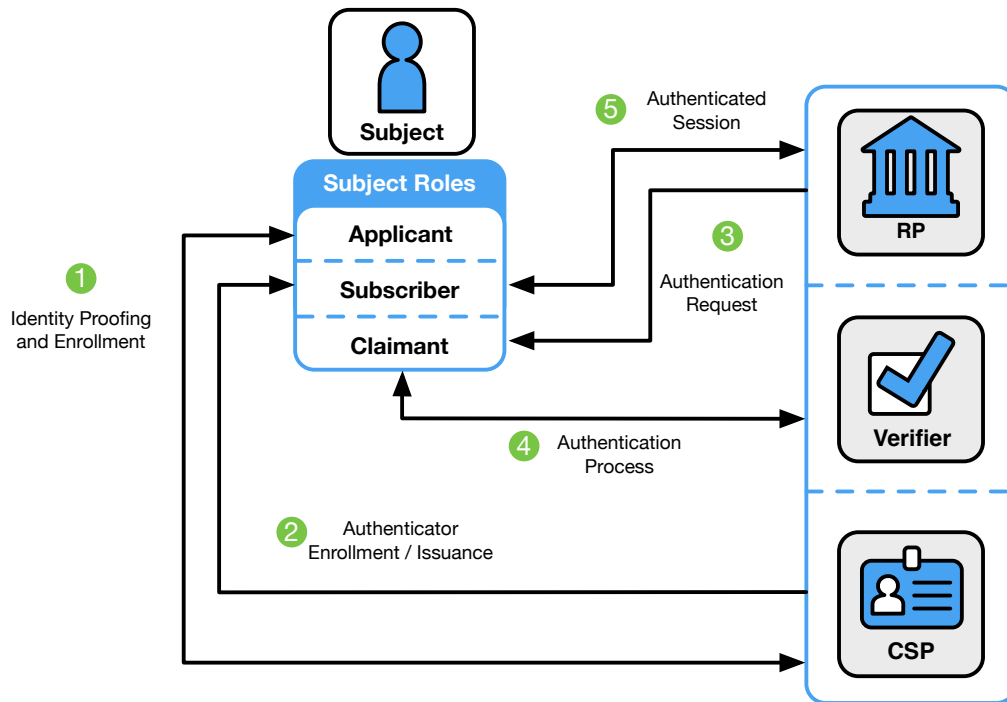 Subject
Subject Roles
Applicant
Subscriber
Claimant
1
Identity Proofing
and Enrollment
5
Authenticated
Session
3
Authentication
Request
4
Authentication
Process
2
Authenticator
Enrollment / Issuance
RP
Verifier
CSP